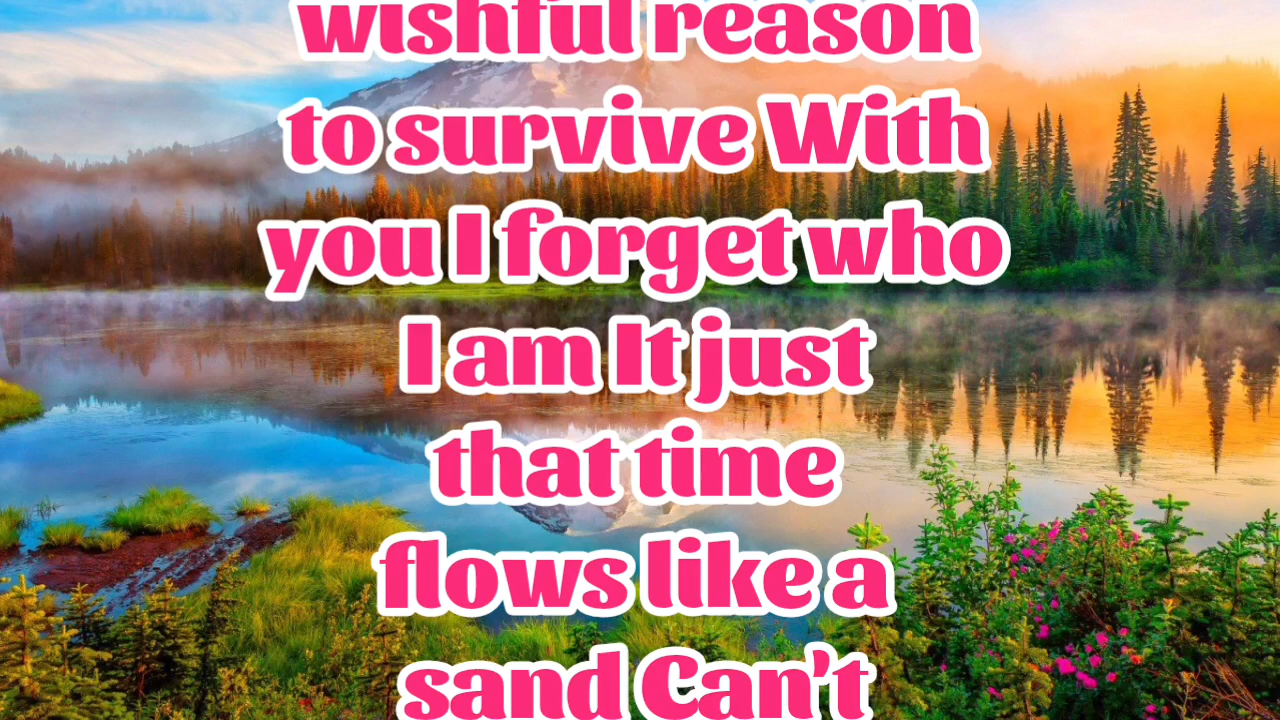 wishful reason
to survive With
you I forget who
I am It just
that time
flows like a
sand Can't